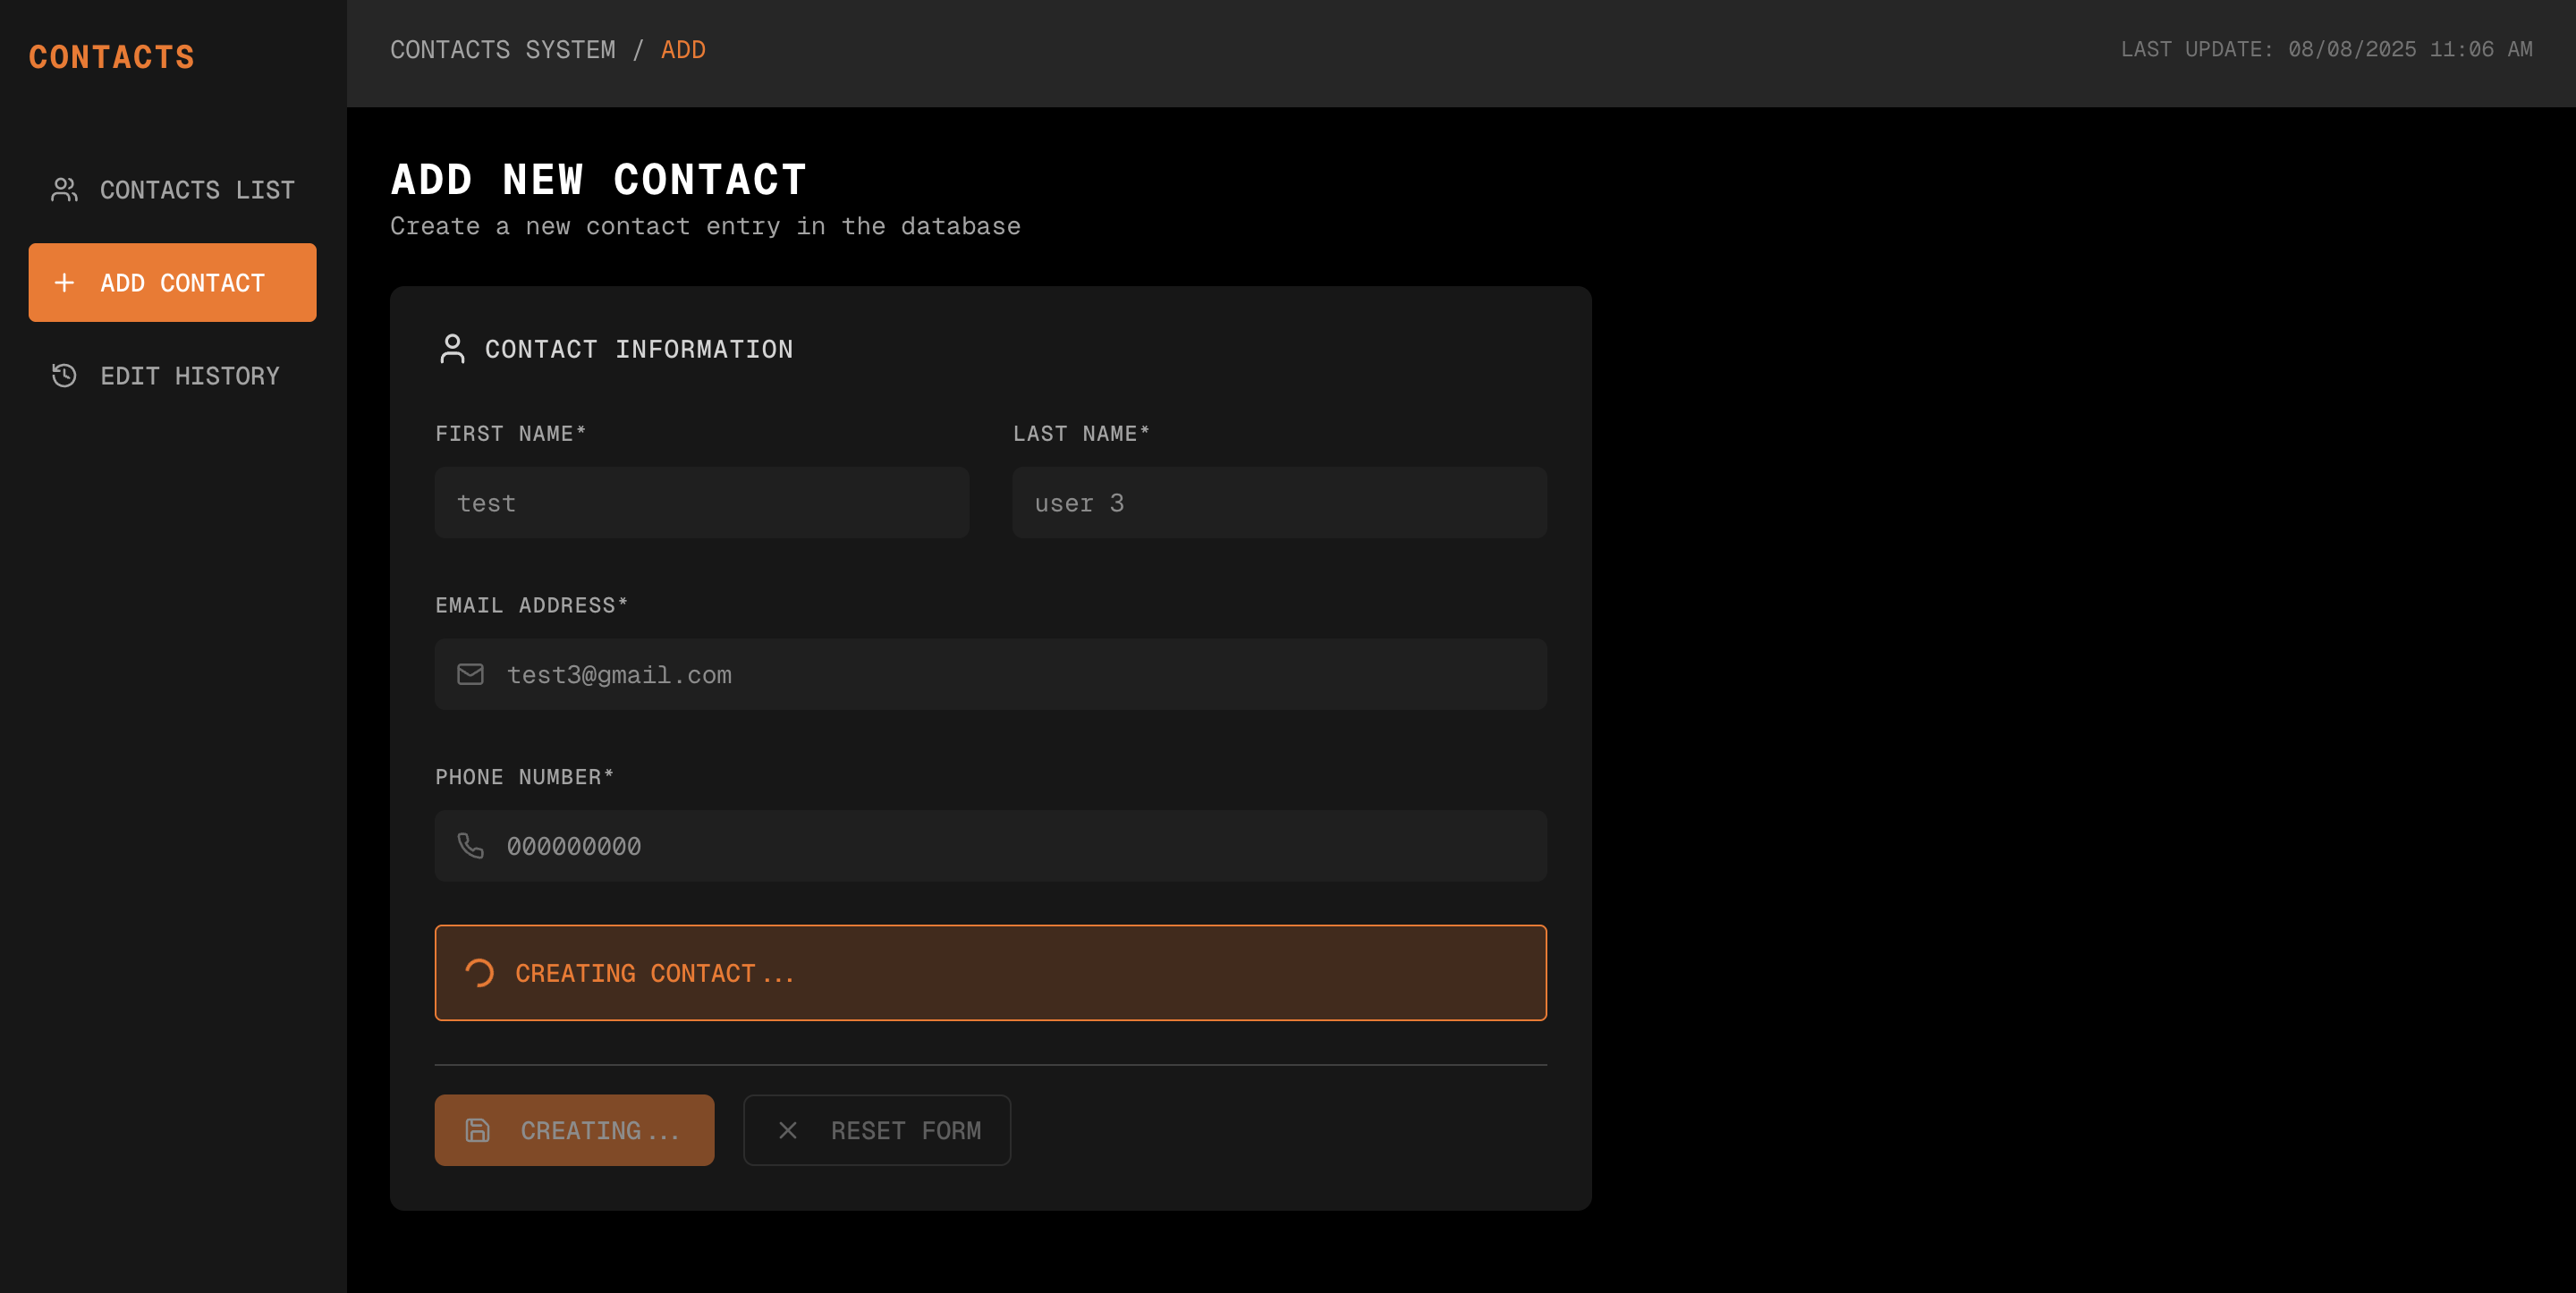 CONTACTS
CONTACTS LIST
ADD CONTACT
EDIT HISTORY
CONTACTS SYSTEM / ADD
LAST UPDATE: 08/08/2025 11:06 AM
ADD NEW CONTACT
Create a new contact entry in the database
CONTACT INFORMATION
FIRST NAME*
LAST NAME*
test
user 3
EMAIL ADDRESS*
test3@gmail.com
PHONE NUMBER*
000000000
CREATING CONTACT...
CREATING...
RESET FORM